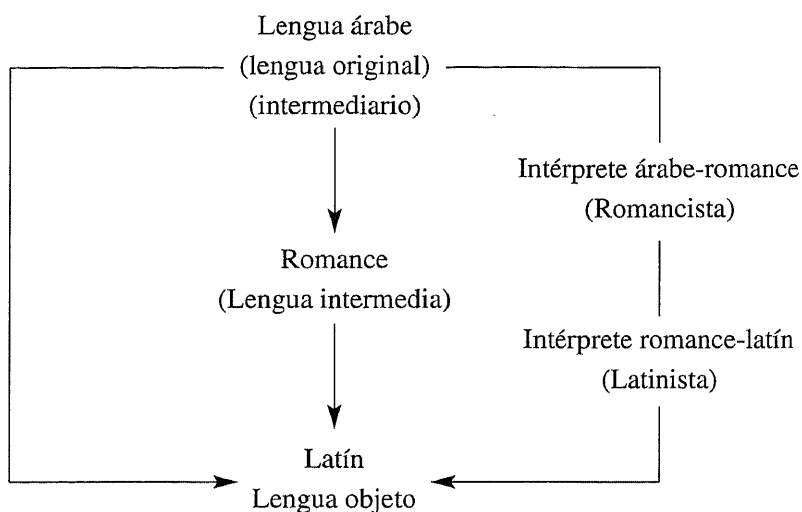 Lengua árabe
(lengua original)
(intermediario)
Intérprete árabe-romance
(Romancista)
Romance
(Lengua intermedia)
Intérprete romance-latín
(Latinista)
Latín
Lengua objeto